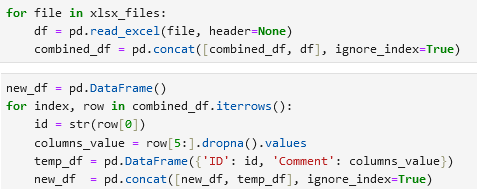 for file in xlsx_files:
    df = pd.read_excel(file, header=None)
    combined_df = pd.concat([combined_df, df], ignore_index=True)
new_df = pd.DataFrame()
for index, row in combined_df.iterrows():
    id = str(row[0])
    columns_value = row[5:].dropna().values
    temp_df = pd.DataFrame({'ID': id, 'Comment': columns_value})
    new_df  = pd.concat([new_df, temp_df], ignore_index=True)